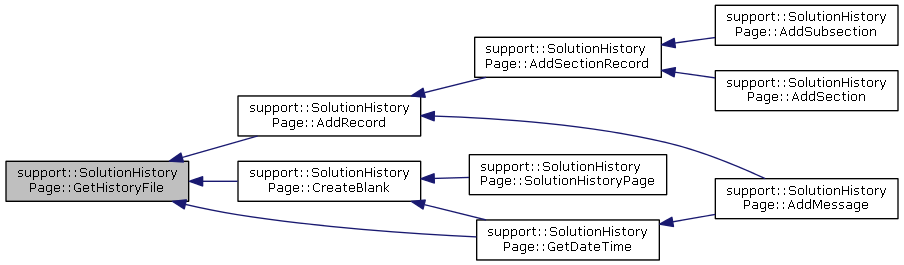 support::SolutionHistory
Page::GetHistoryFile
support::SolutionHistory
Page::AddRecord
support::SolutionHistory
Page::CreateBlank
support::SolutionHistory
Page::AddSectionRecord
support::SolutionHistory
Page::SolutionHistoryPage
support::SolutionHistory
Page::GetDateTime
support::SolutionHistory
Page::AddSubsection
support::SolutionHistory
Page::AddSection
support::SolutionHistory
Page::AddMessage